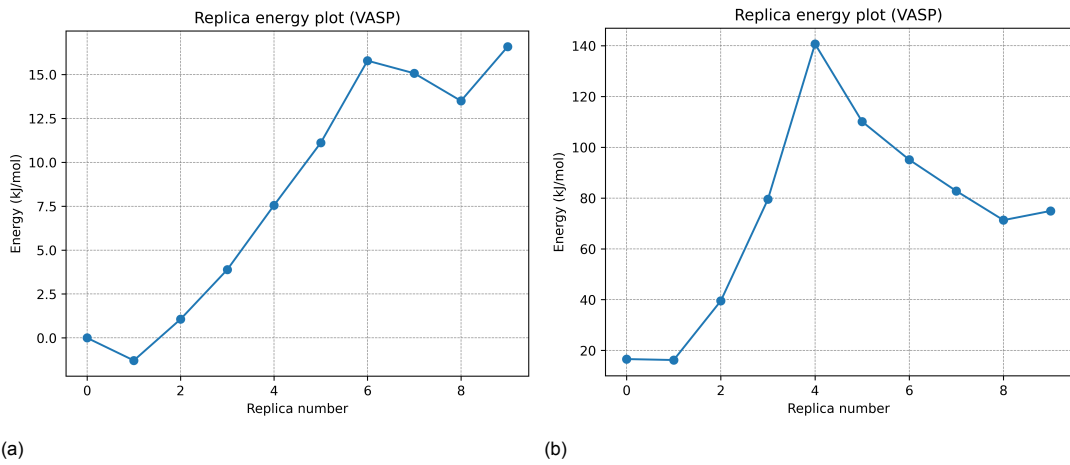 Replica energy plot (VASP)
Energy (kJ/mol)
15.0
12.5
10.0
7.5
5.0
2.5
0.0
0 2 4 6 8
Replica number
(a)
Replica energy plot (VASP)
Energy (kJ/mol)
140
120
100
80
60
40
20
0 2 4 6 8
Replica number
(b)